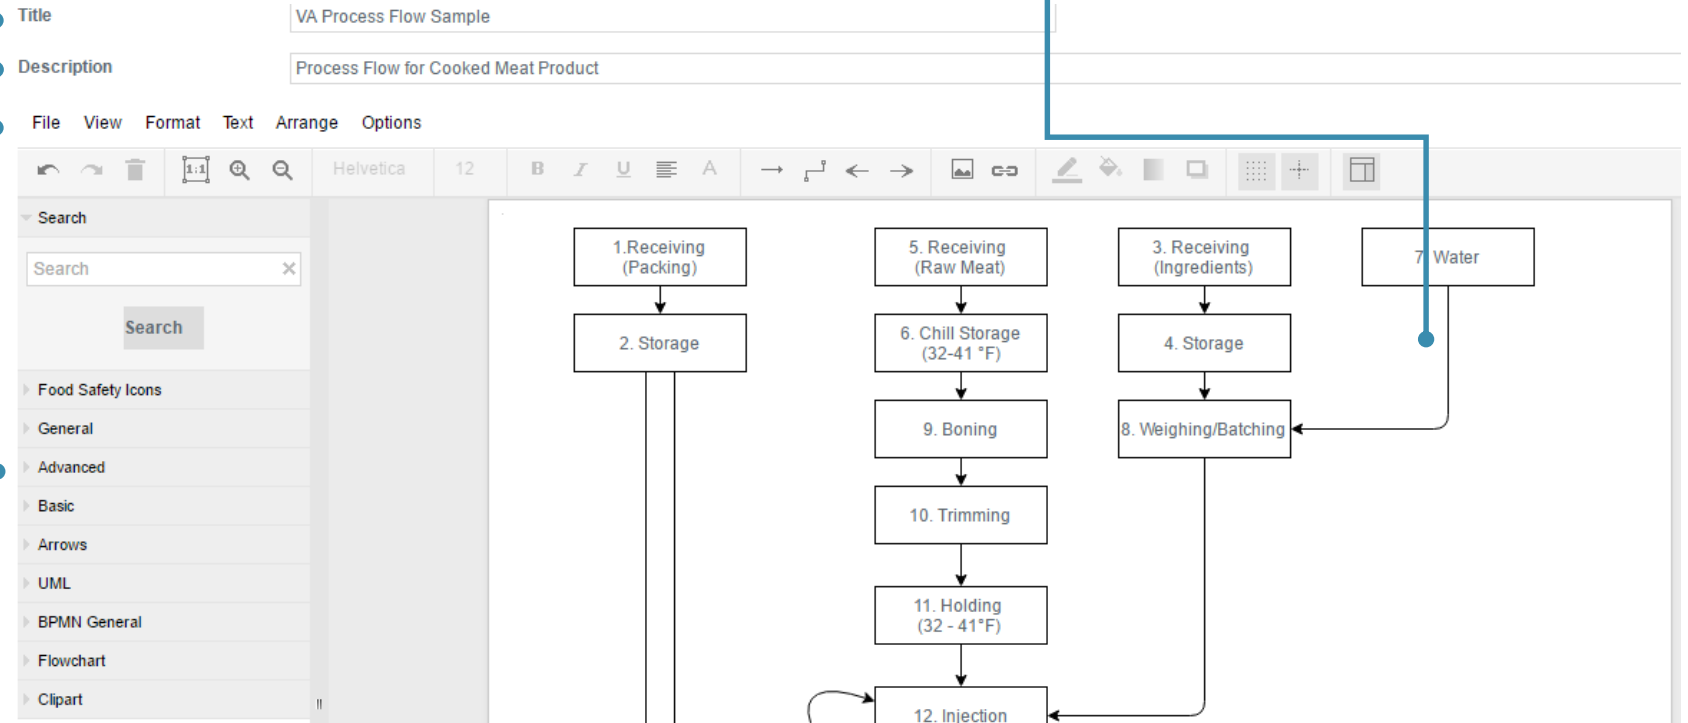 Title
VA Process Flow Sample
Description
Process Flow for Cooked Meat Product
File View Format Text Arrange Options
1:1 Helvetica 12 B I U A
Search
Search
Search
Food Safety Icons
General
Advanced
Basic
Arrows
UML
BPMN General
Flowchart
Clipart
1.Receiving
(Packing)
2. Storage
5. Receiving
(Raw Meat)
6. Chill Storage
(32-41 °F)
9. Boning
10. Trimming
11. Holding
(32 - 41°F)
12. Injection
3. Receiving
(Ingredients)
4. Storage
8. Weighing/Batching
7. Water